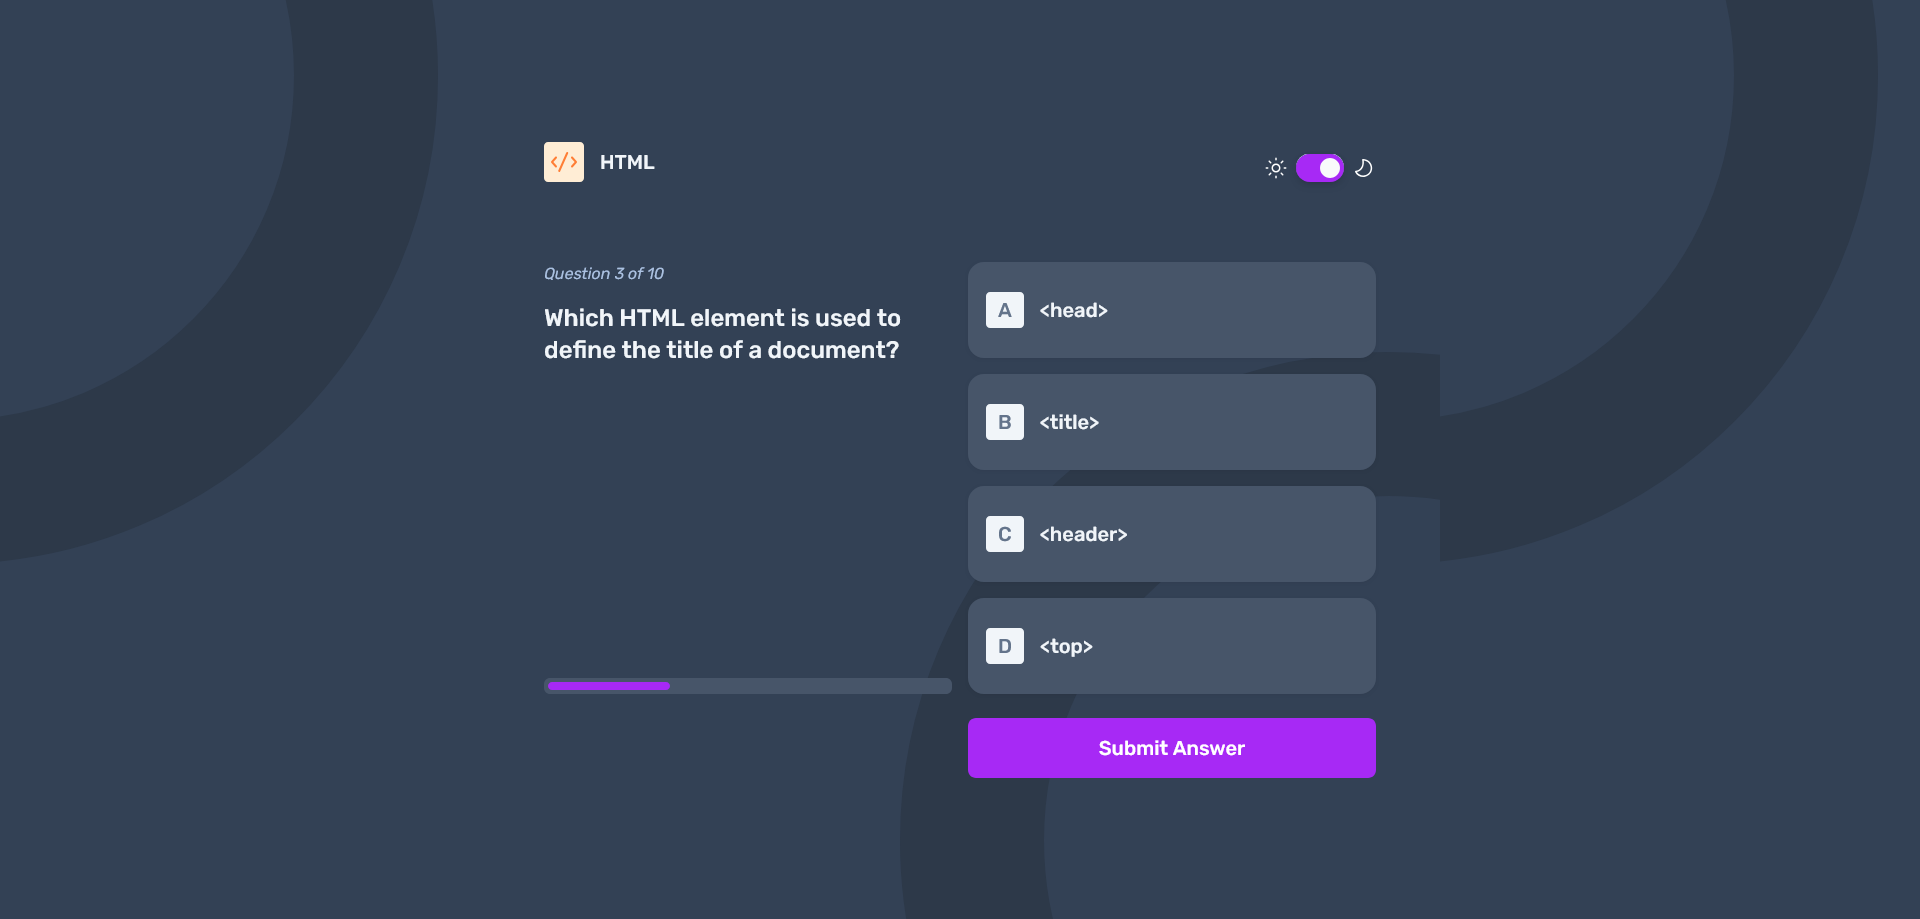 </>
HTML
Question 3 of 10
Which HTML element is used to
define the title of a document?
A <head>
B <title>
C <header>
D <top>
Submit Answer